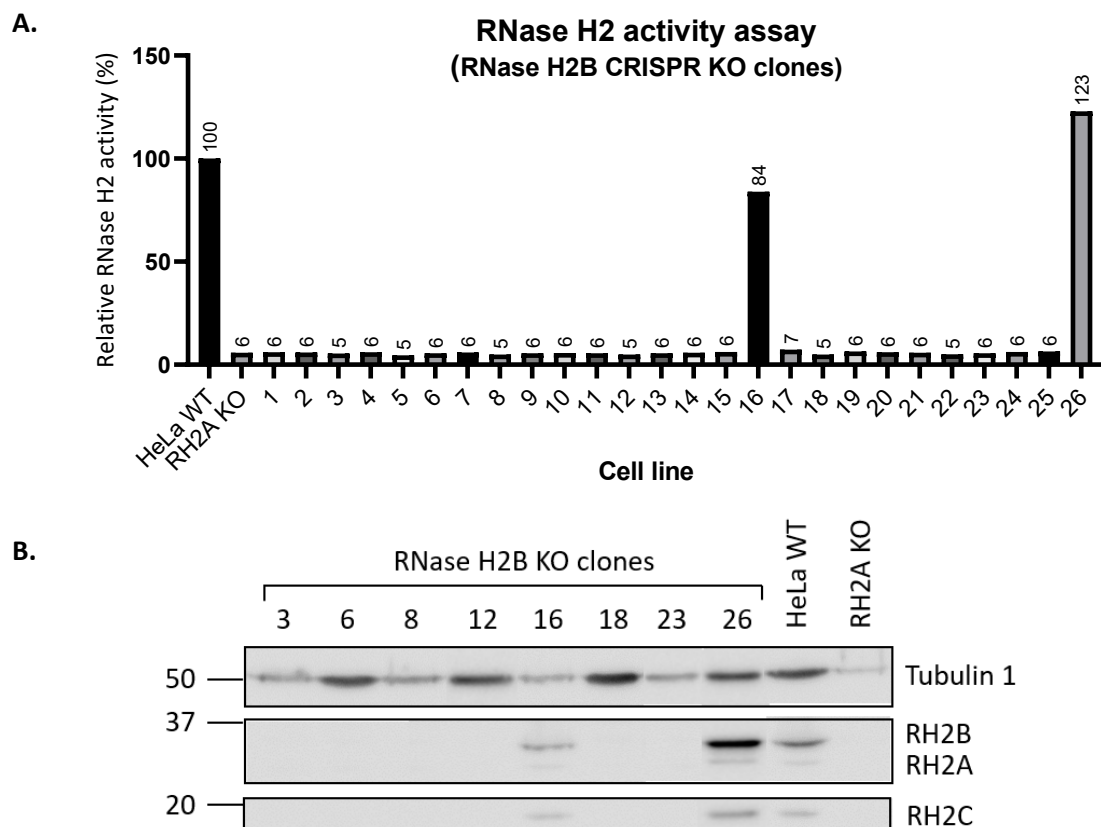 A.
RNase H2 activity assay
(RNase H2B CRISPR KO clones)
Relative RNase H2 activity (%)
150
100
50
0
100 6 6 6 5 6 5 6 6 5 6 6 6 5 6 6 6 84 7 5 6 6 6 5 6 6 6 123
HeLa WT RH2A KO 1 2 3 4 5 6 7 8 9 10 11 12 13 14 15 16 17 18 19 20 21 22 23 24 25 26
Cell line
B.
RNase H2B KO clones
HeLa WT
RH2A KO
3 6 8 12 16 18 23 26
50 Tubulin 1
37
RH2B
RH2A
20
RH2C